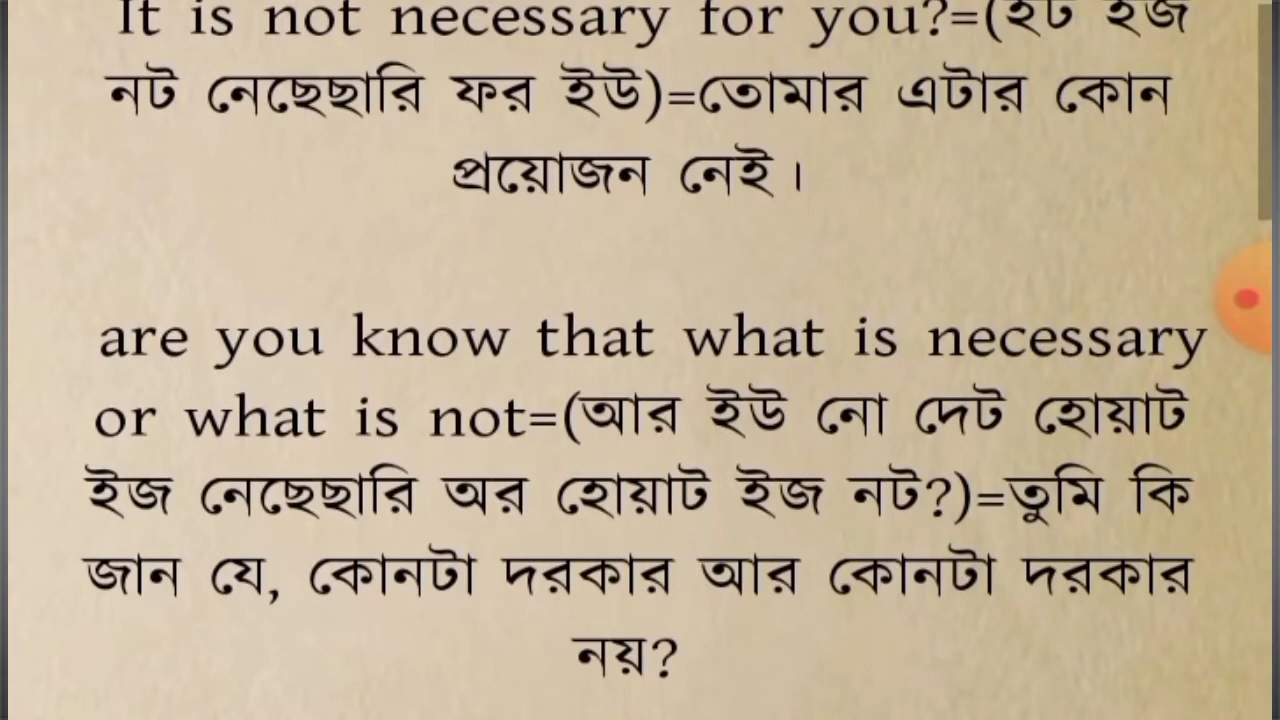 It is not necessary for you?=(ইট ইজ
নট নেছেছারি ফর ইউ)=তোমার এটার কোন
প্রয়োজন নেই।
are you know that what is necessary
or what is not=(আর ইউ নো দেট হোয়াট
ইজ নেছেছারি অর হোয়াট ইজ নট?)=তুমি কি
জান যে, কোনটা দরকার আর কোনটা দরকার
নয়?